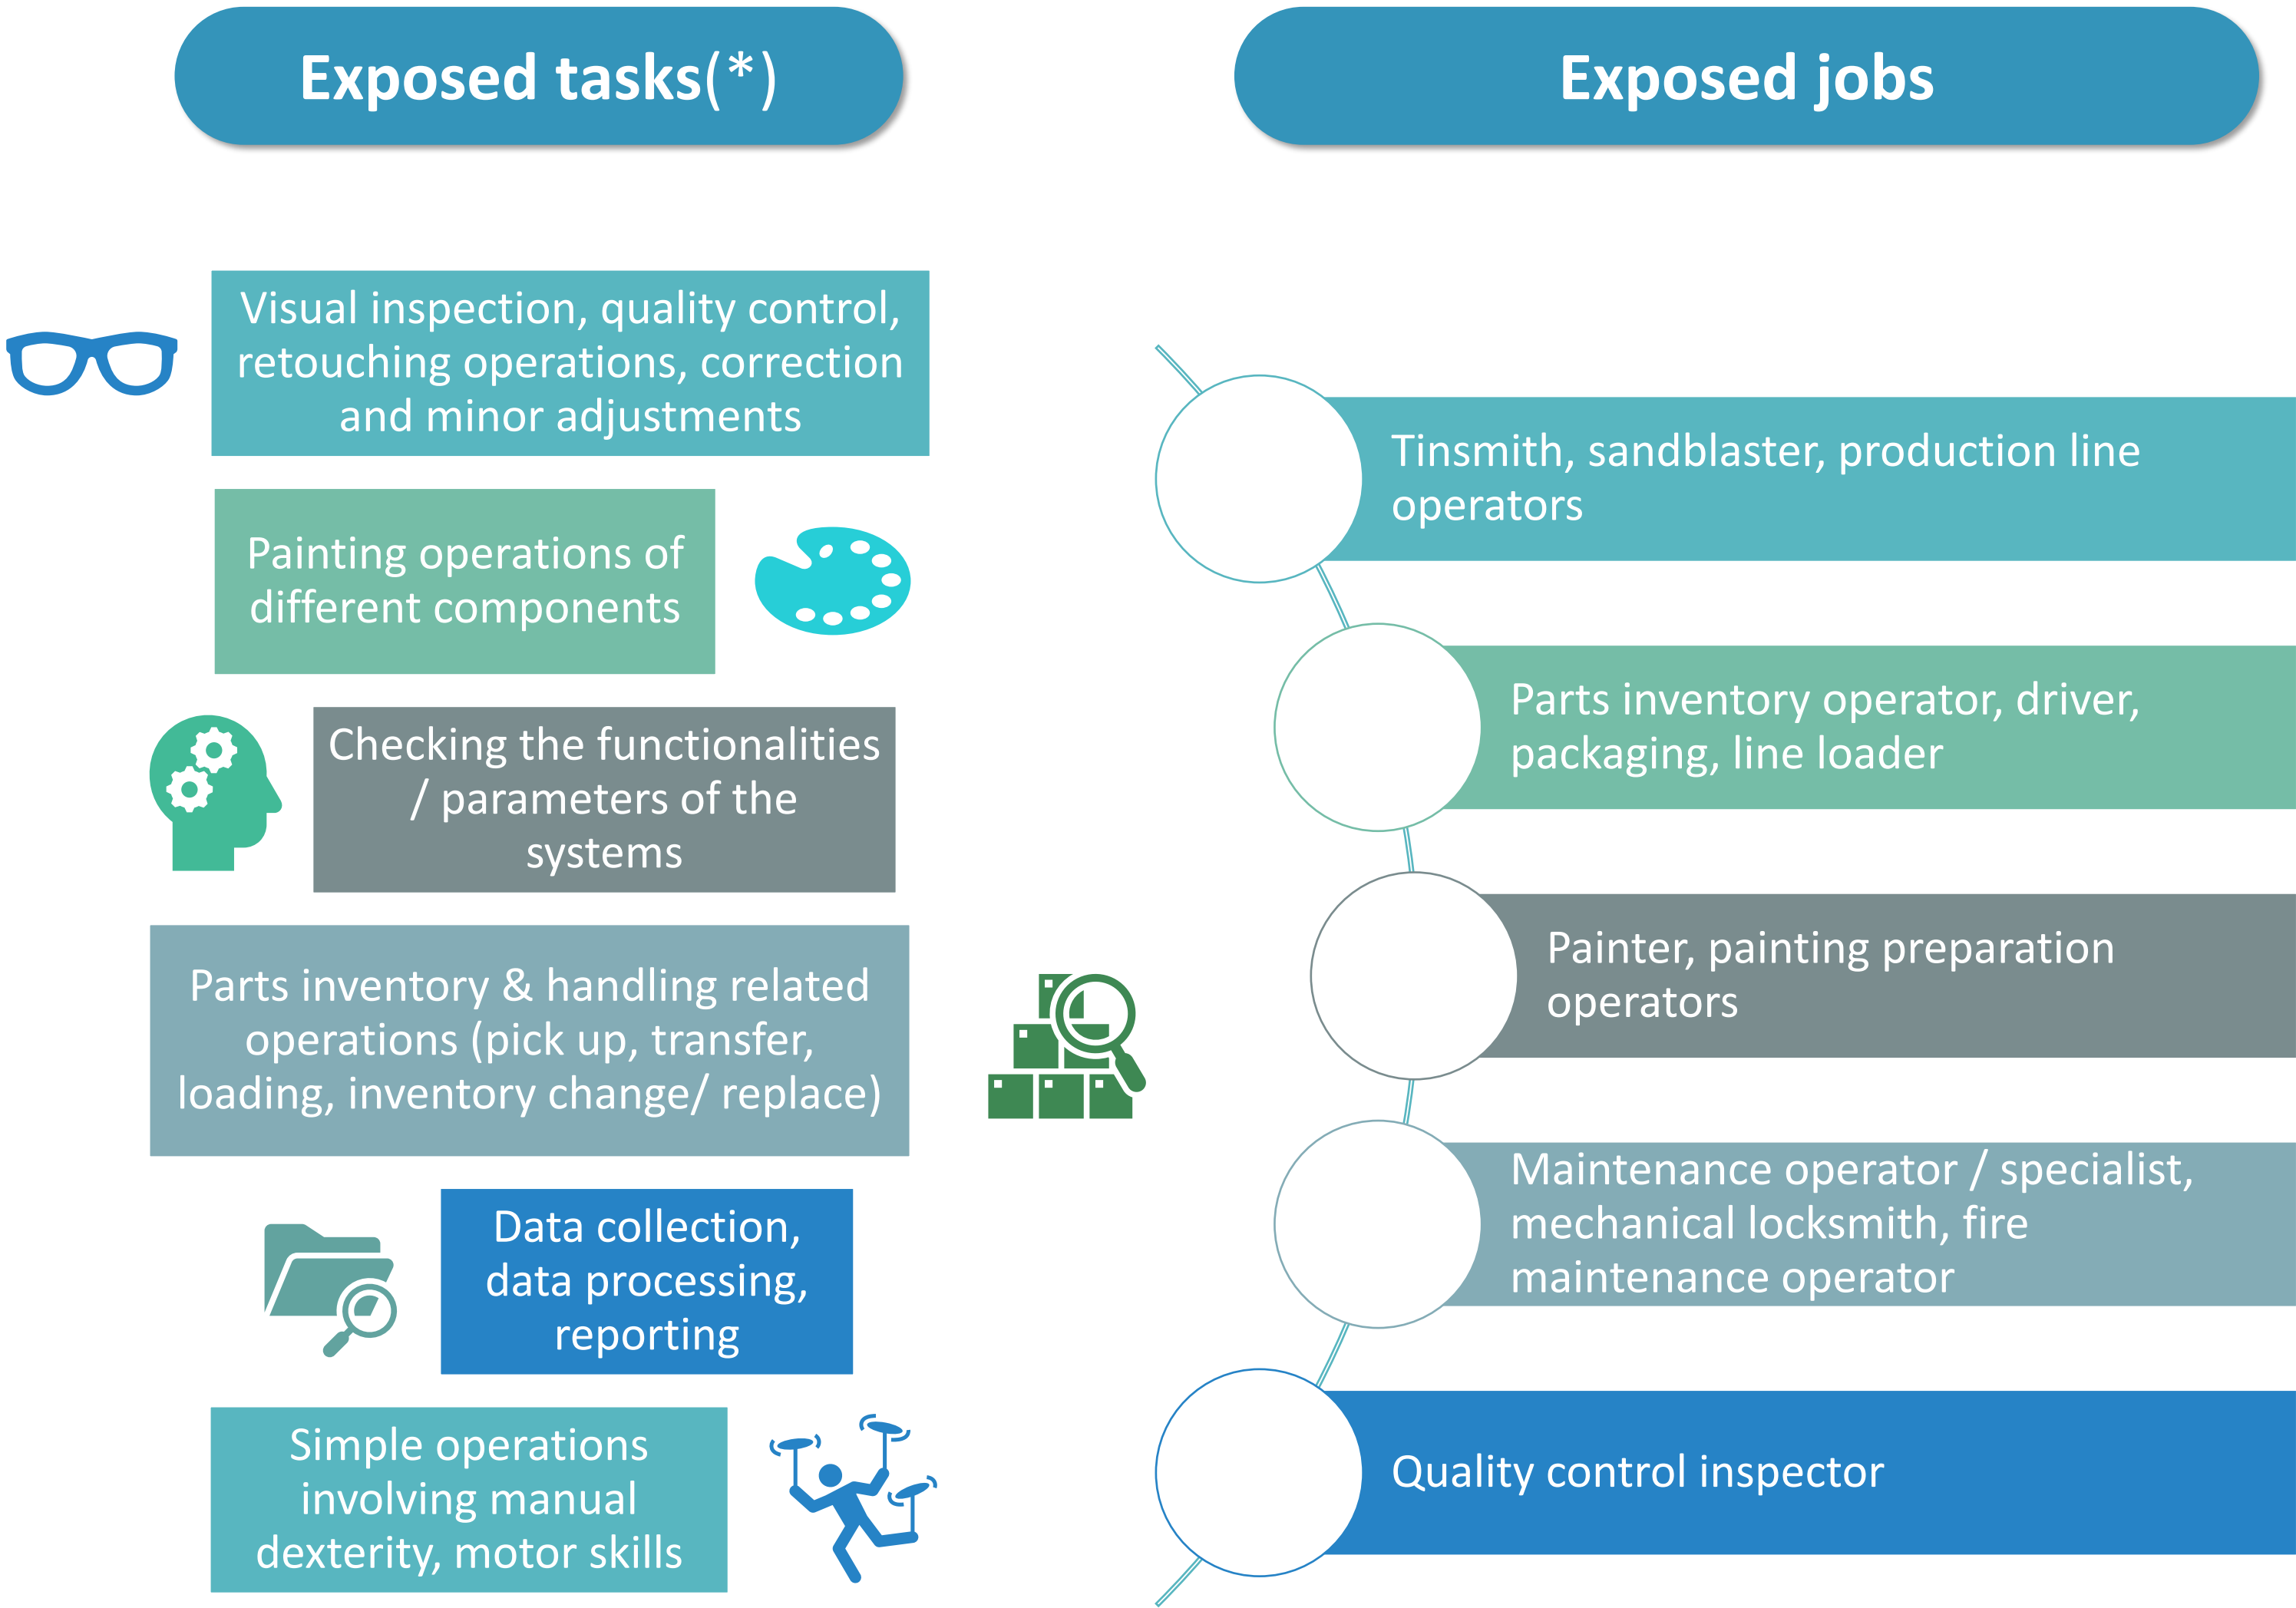 Exposed tasks(*)
Visual inspection, quality control,
retouching operations, correction
and minor adjustments
Painting operations of
different components
Checking the functionalities
/ parameters of the
systems
Parts inventory & handling related
operations (pick up, transfer,
loading, inventory change/ replace)
Data collection,
data processing,
reporting
Simple operations
involving manual
dexterity, motor skills
Exposed jobs
Tinsmith, sandblaster, production line
operators
Parts inventory operator, driver,
packaging, line loader
Painter, painting preparation
operators
Maintenance operator / specialist,
mechanical locksmith, fire
maintenance operator
Quality control inspector